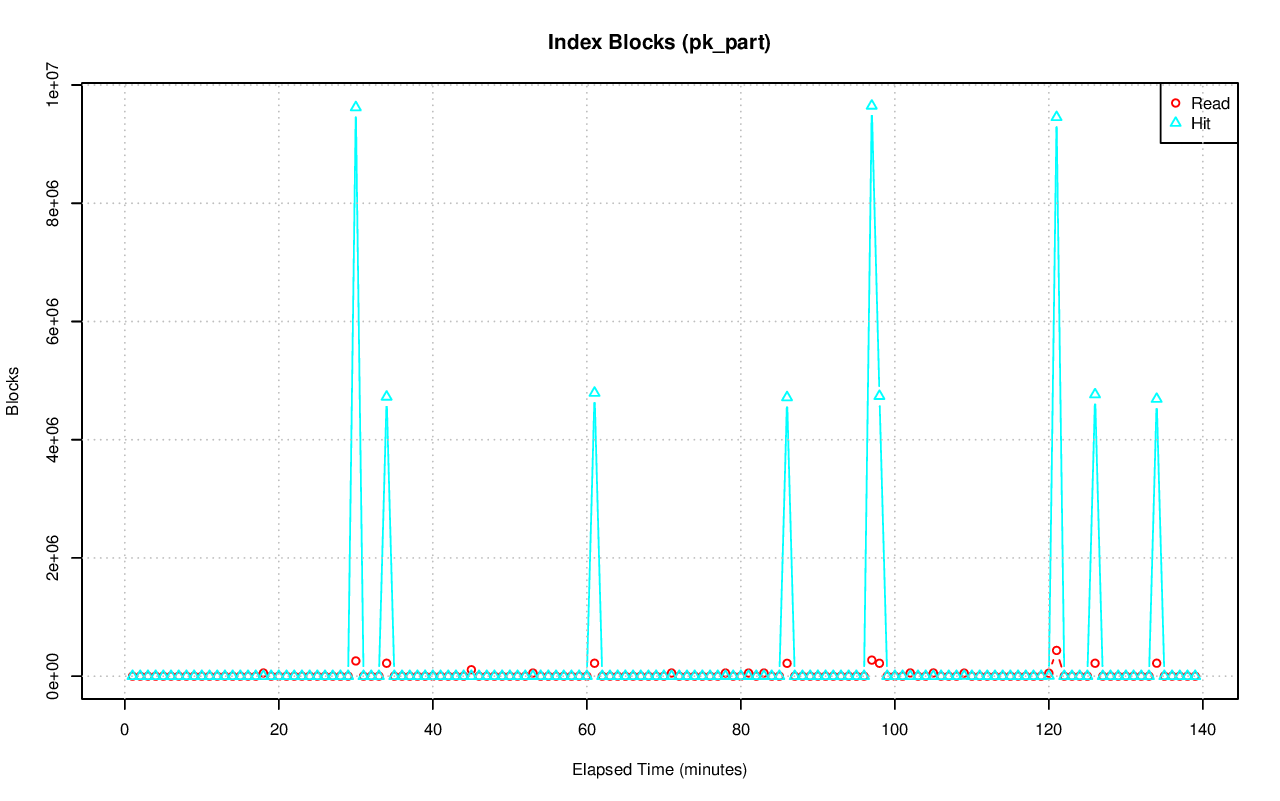 Index Blocks (pk_part)
1e+07
8e+06
6e+06
4e+06
2e+06
0e+00
Blocks
Read
Hit
0 20 40 60 80 100 120 140
Elapsed Time (minutes)